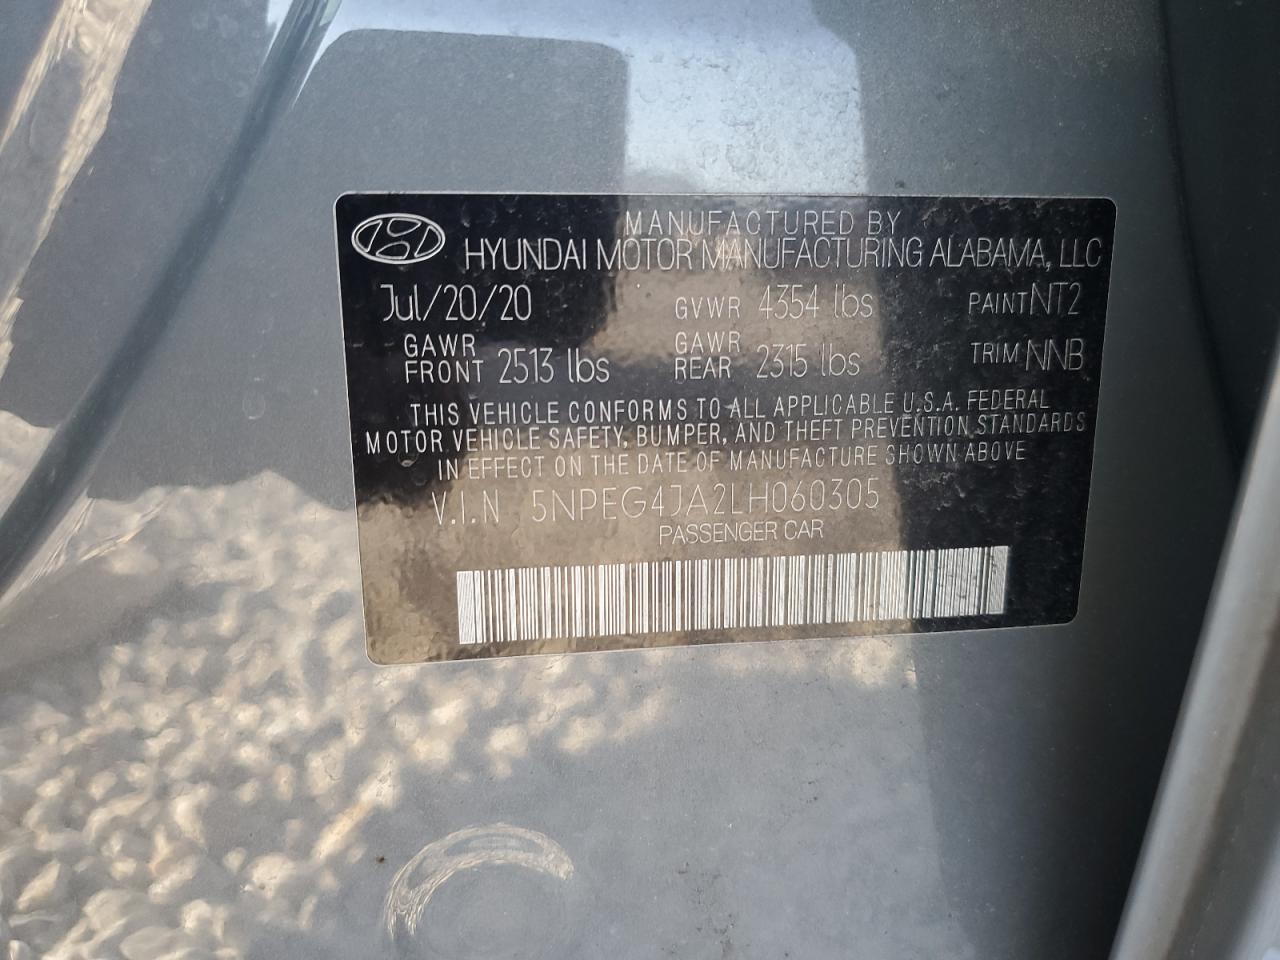 MANUFACTURED BY
HYUNDAI MOTOR MANUFACTURING ALABAMA, LLC
Jul/20/20 GVWR 4354 lbs PAINT NT2
GAWR FRONT 2513 lbs GAWR REAR 2315 lbs TRIM NNB
THIS VEHICLE CONFORMS TO ALL APPLICABLE U.S.A. FEDERAL
MOTOR VEHICLE SAFETY, BUMPER, AND THEFT PREVENTION STANDARDS
IN EFFECT ON THE DATE OF MANUFACTURE SHOWN ABOVE
V.I.N 5NPEG4JA2LH060305
PASSENGER CAR